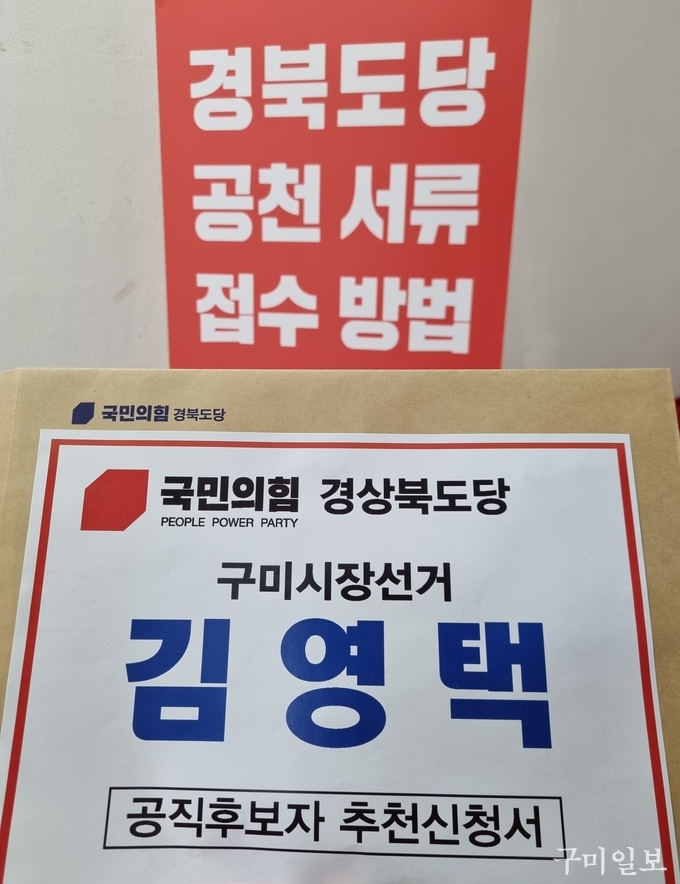 경북도당
공천 서류
접수 방법
국민의힘 경북도당
국민의힘 경상북도당
PEOPLE POWER PARTY
구미시장선거
김영택
공직후보자 추천신청서
구미일보